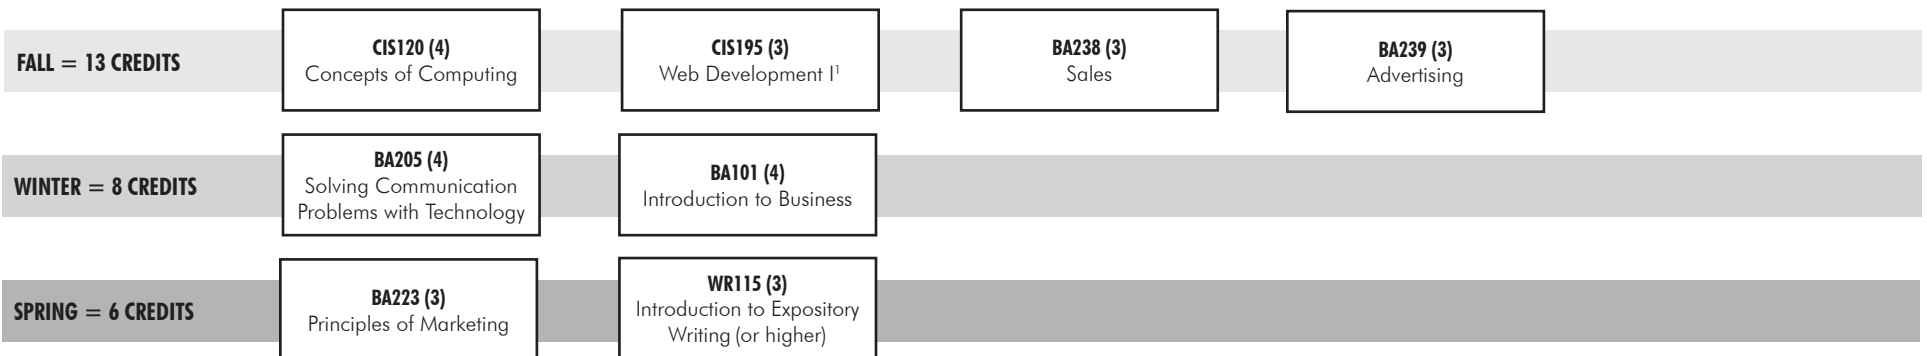 FALL = 13 CREDITS
CIS120 (4)
Concepts of Computing
CIS195 (3)
Web Development I¹
BA238 (3)
Sales
BA239 (3)
Advertising
WINTER = 8 CREDITS
BA205 (4)
Solving Communication
Problems with Technology
BA101 (4)
Introduction to Business
SPRING = 6 CREDITS
BA223 (3)
Principles of Marketing
WR115 (3)
Introduction to Expository
Writing (or higher)